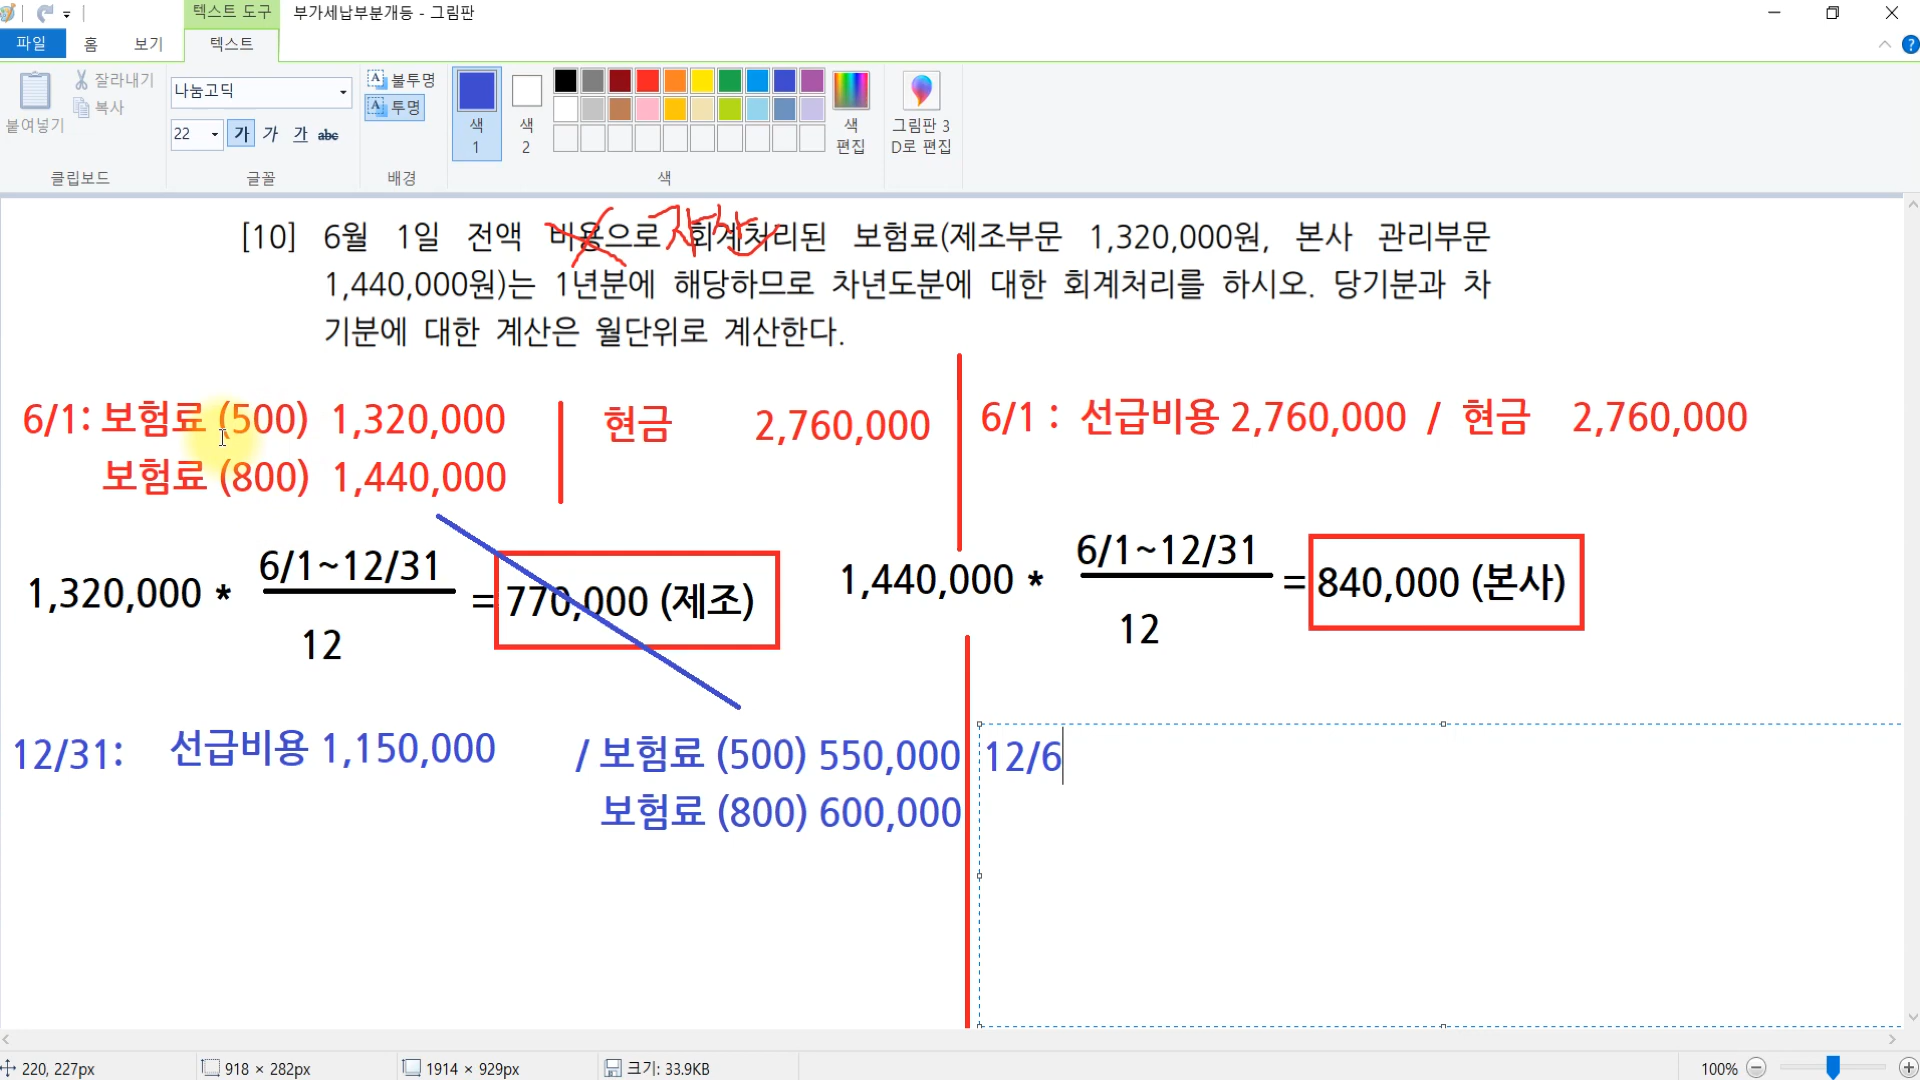 텍스트 도구 부가세납부분개등 - 그림판
파일 홈 보기 텍스트
붙여넣기
잘라내기
복사
클립보드
나눔고딕
22 가 가 가 abc
글꼴
불투명
투명
배경
색
1
색
2
색
편집
색
그림판 3
D로 편집
[10] 6월 1일 전액 비용으로 회계처리된 보험료(제조부문 1,320,000원, 본사 관리부문
자산
1,440,000원)는 1년분에 해당하므로 차년도분에 대한 회계처리를 하시오. 당기분과 차
기분에 대한 계산은 월단위로 계산한다.
6/1: 보험료 (500) 1,320,000 현금 2,760,000
보험료 (800) 1,440,000
6/1 : 선급비용 2,760,000 / 현금 2,760,000
1,320,000 * 6/1~12/31
12
= 770,000 (제조)
1,440,000 * 6/1~12/31
12
= 840,000 (본사)
12/31: 선급비용 1,150,000 / 보험료 (500) 550,000
보험료 (800) 600,000
12/6
220, 227px 918 × 282px 1914 × 929px 크기: 33.9KB 100%